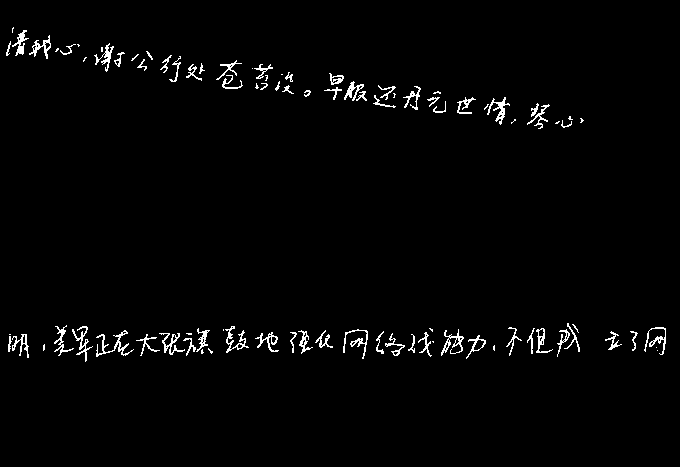 清我心,谢公行处苍苔没。早服还丹无世情,琴心
明,美军正在大张旗鼓地强化网络战能力,不但成立了网